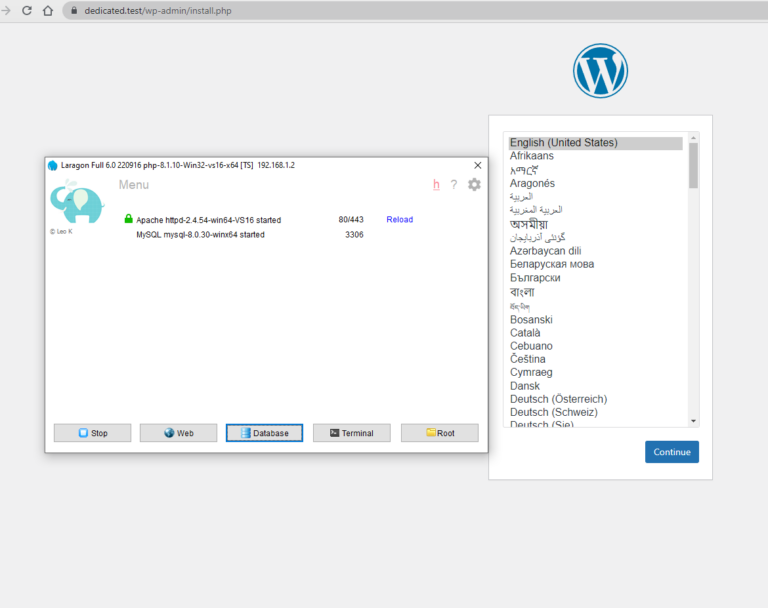 dedicated.test/wp-admin/install.php
Laragon Full 6.0 220916 php-8.1.10-Win32-vs16-x64 [TS] 192.168.1.2
Menu
h ?
© Leo K
Apache httpd-2.4.54-win64-VS16 started 80/443 Reload
MySQL mysql-8.0.30-winx64 started 3306
Stop Web Database Terminal Root
English (United States)
Afrikaans
አማርኛ
Aragonés
العربية
العربية المغربية
অসমীয়া
گؤنئی آذربایجان
Azərbaycan dili
Беларуская мова
Български
বাংলা
བོད་ཡིག
Bosanski
Català
Cebuano
Čeština
Cymraeg
Dansk
Deutsch (Österreich)
Deutsch (Schweiz)
Deutsch (Sie)
Continue